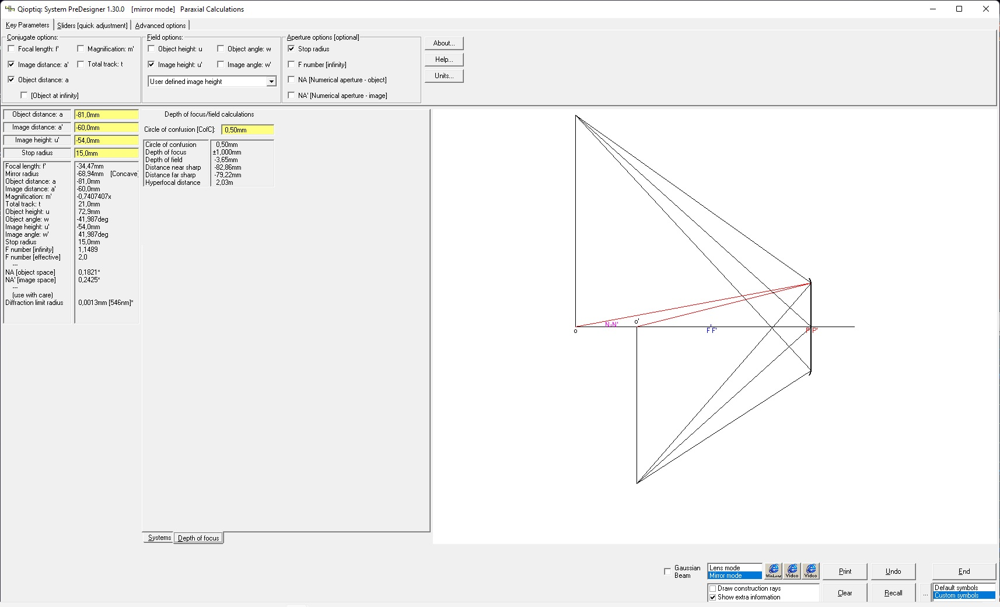 Qioptiq: System PreDesigner 1.30.0 [mirror mode] Paraxial Calculations
Key Parameters Sliders [quick adjustment] Advanced options
Conjugate options:
Focal length: f' Magnification: m'
Image distance: a' Total track: t
Object distance: a
[Object at infinity]
Field options:
Object height: u Object angle: w
Image height: u' Image angle: w'
User defined image height
Aperture options [optional]
Stop radius
F number [infinity]
NA [Numerical aperture - object]
NA' [Numerical aperture - image]
About...
Help...
Units...
Object distance: a -81,0mm
Image distance: a' -60,0mm
Image height: u' -54,0mm
Stop radius 15,0mm
Focal length: f' -34,47mm
Mirror radius -68,94mm [Concave]
Object distance: a -81,0mm
Image distance: a' -60,0mm
Magnification: m' -0,7407407x
Total track: t 21,0mm
Object height: u 72,9mm
Object angle: w -41,987deg
Image height: u' -54,0mm
Image angle: w' 41,987deg
Stop radius 15,0mm
F number [infinity] 1,1489
F number [effective] 2,0
---
NA [object space] 0,1821*
NA' [image space] 0,2425*
---
(use with care)
Diffraction limit radius 0,0013mm [546nm]*
Depth of focus/field calculations
Circle of confusion [CofC]: 0,50mm
Circle of confusion 0,50mm
Depth of focus ±1,000mm
Depth of field -3,65mm
Distance near sharp -82,86mm
Distance far sharp -79,22mm
Hyperfocal distance 2,03m
Systems Depth of focus
o
N N'
o'
F F'
P P'
Gaussian
Beam
Lens mode
Mirror mode
WinLens Video Video
Print Undo End
Draw construction rays
Show extra information
Clear Recall ...
Default symbols
Custom symbols